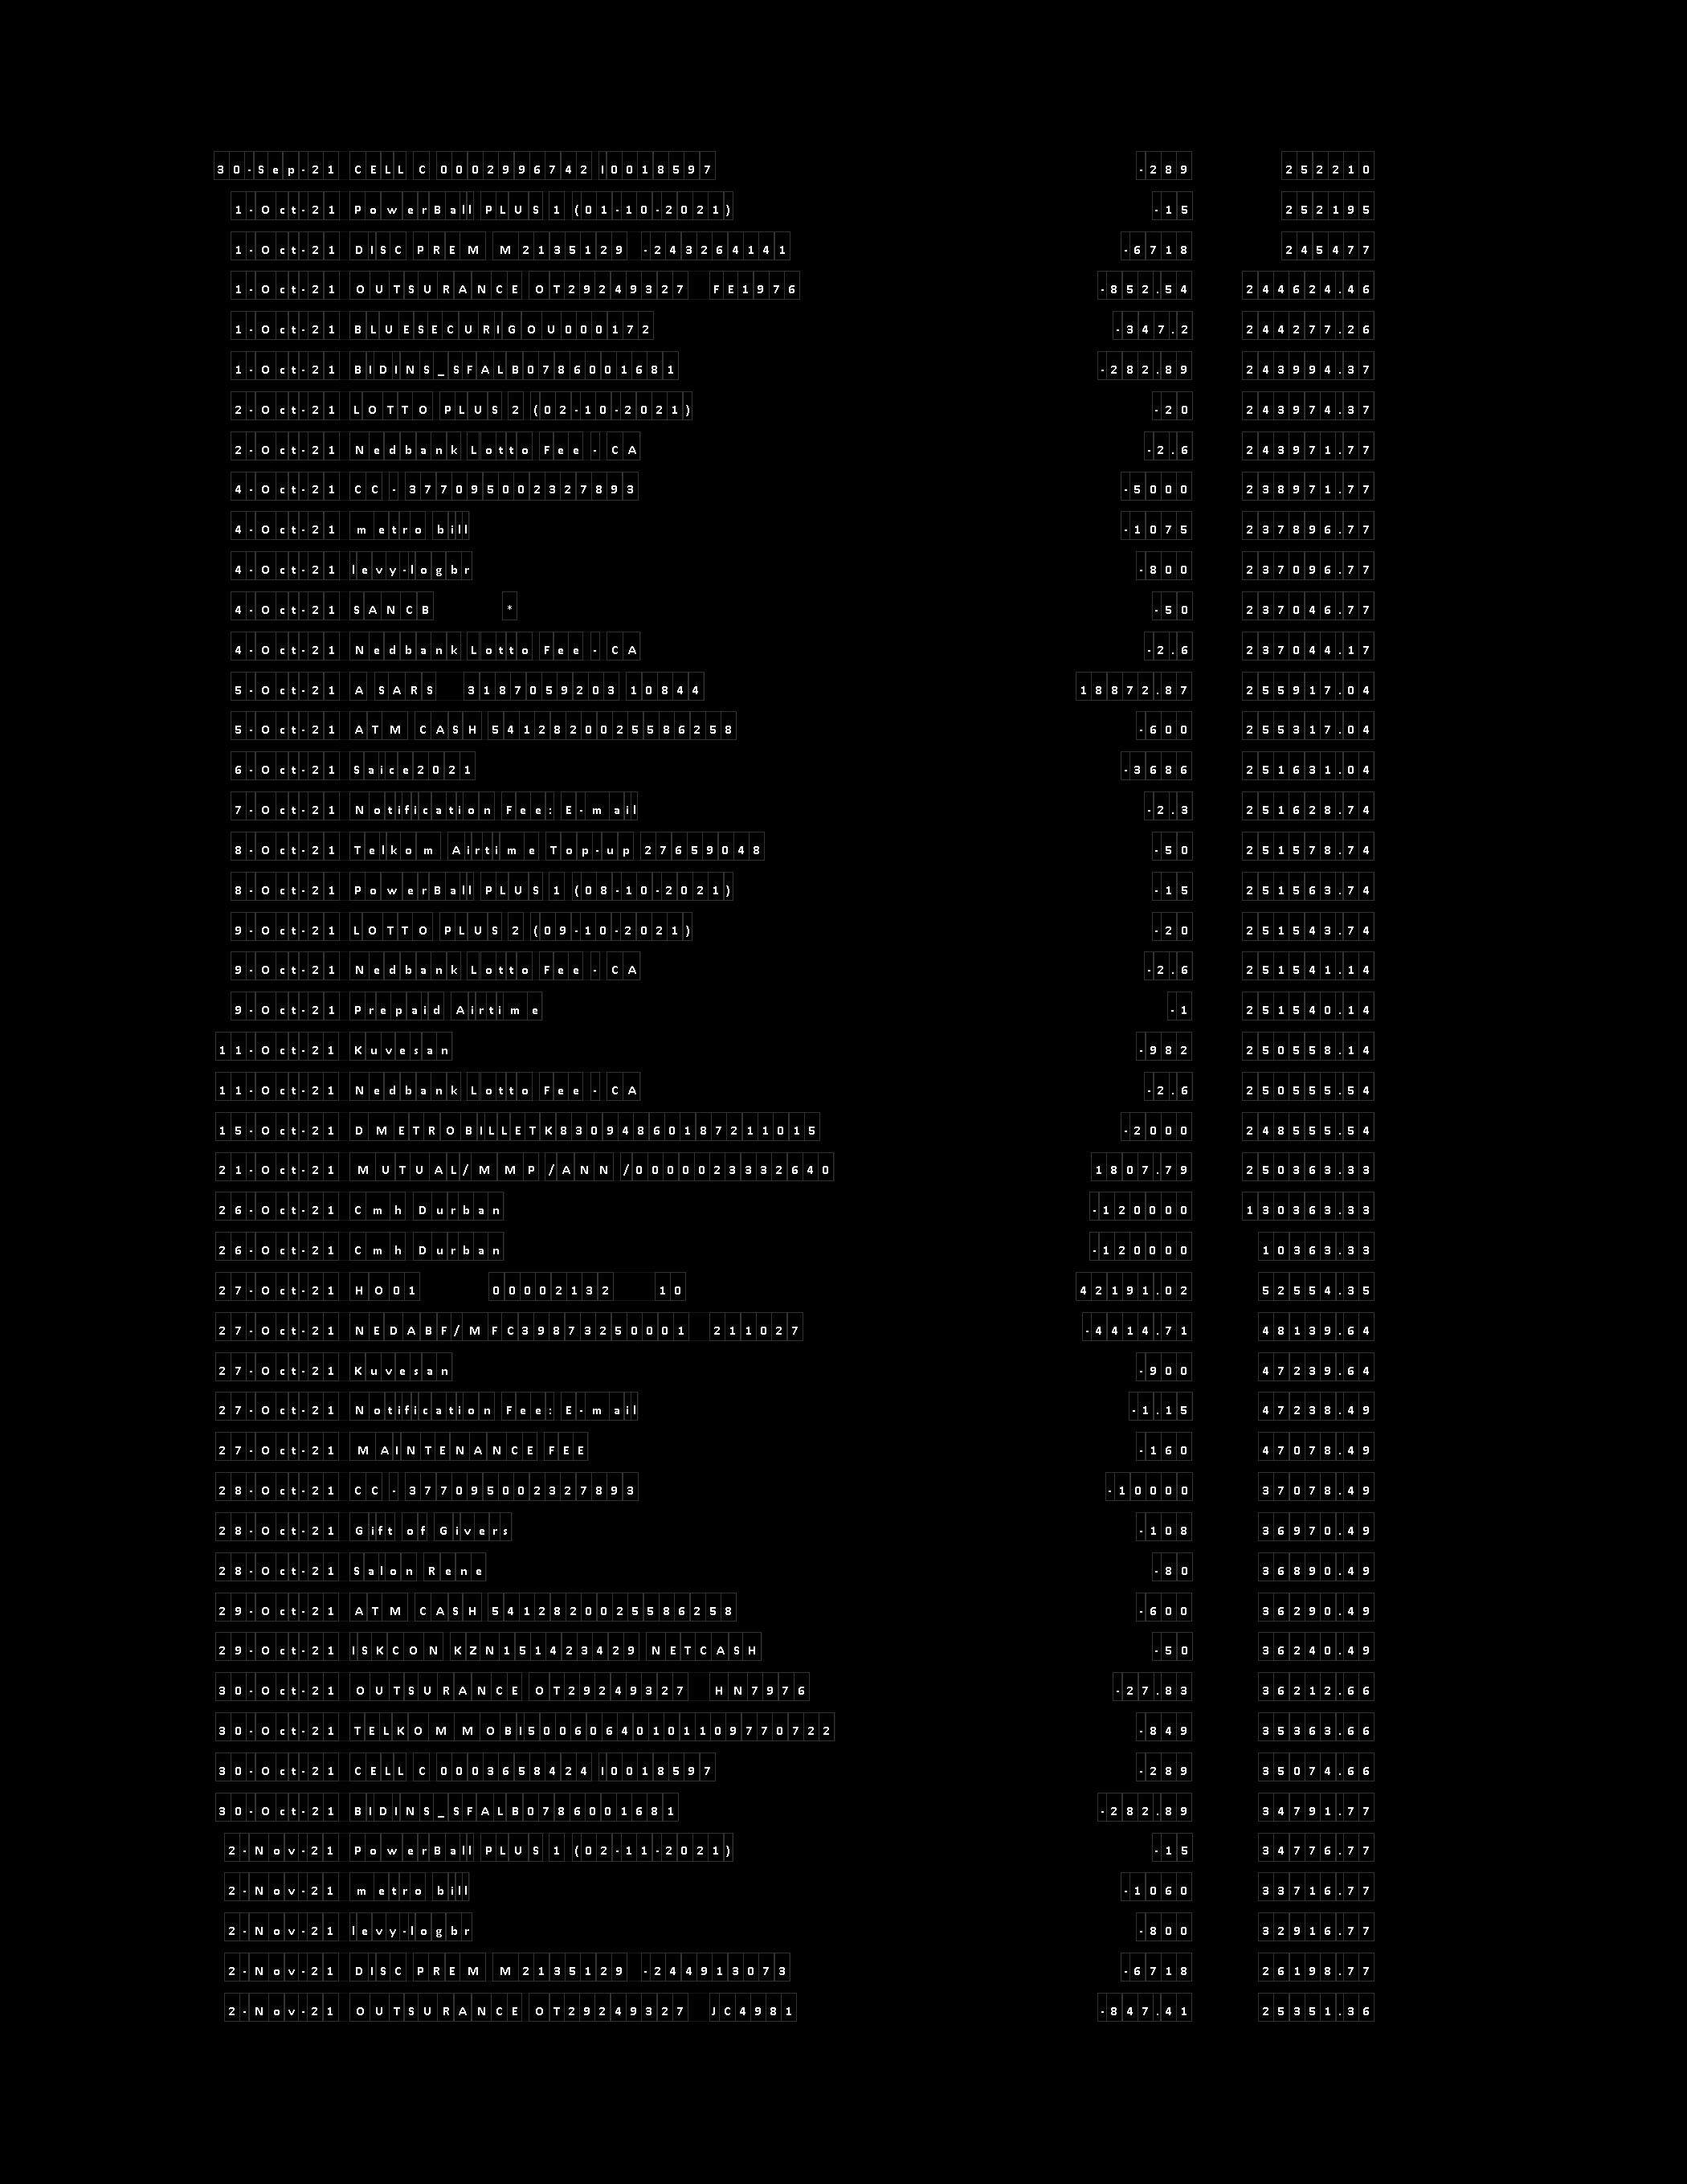 30-Sep-21 CELL C 0002996742 I0018597 -289 252210
1-Oct-21 PowerBall PLUS 1 (01-10-2021) -15 252195
1-Oct-21 DISC PREM M2135129 -243264141 -6718 245477
1-Oct-21 OUTSURANCE OT29249327 FE1976 -852.54 244624.46
1-Oct-21 BLUESECURIGOU000172 -347.2 244277.26
1-Oct-21 BIDINS_SFALB0786001681 -282.89 243994.37
2-Oct-21 LOTTO PLUS 2 (02-10-2021) -20 243974.37
2-Oct-21 Nedbank Lotto Fee - CA -2.6 243971.77
4-Oct-21 CC - 377095002327893 -5000 238971.77
4-Oct-21 metro bill -1075 237896.77
4-Oct-21 levy-logbr -800 237096.77
4-Oct-21 SANCB * -50 237046.77
4-Oct-21 Nedbank Lotto Fee - CA -2.6 237044.17
5-Oct-21 A SARS 3187059203 10844 18872.87 255917.04
5-Oct-21 ATM CASH 5412820025586258 -600 255317.04
6-Oct-21 Saice2021 -3686 251631.04
7-Oct-21 Notification Fee: E-mail -2.3 251628.74
8-Oct-21 Telkom Airtime Top-up 27659048 -50 251578.74
8-Oct-21 PowerBall PLUS 1 (08-10-2021) -15 251563.74
9-Oct-21 LOTTO PLUS 2 (09-10-2021) -20 251543.74
9-Oct-21 Nedbank Lotto Fee - CA -2.6 251541.14
9-Oct-21 Prepaid Airtime -1 251540.14
11-Oct-21 Kuvesan -982 250558.14
11-Oct-21 Nedbank Lotto Fee - CA -2.6 250555.54
15-Oct-21 DMETROBILLETK83094860187211015 -2000 248555.54
21-Oct-21 MUTUAL/MMP/ANN /0000023332640 1807.79 250363.33
26-Oct-21 Cmh Durban -120000 130363.33
26-Oct-21 Cmh Durban -120000 10363.33
27-Oct-21 HO01 00002132 10 42191.02 52554.35
27-Oct-21 NEDABF/MFC39873250001 211027 -4414.71 48139.64
27-Oct-21 Kuvesan -900 47239.64
27-Oct-21 Notification Fee: E-mail -1.15 47238.49
27-Oct-21 MAINTENANCE FEE -160 47078.49
28-Oct-21 CC - 377095002327893 -10000 37078.49
28-Oct-21 Gift of Givers -108 36970.49
28-Oct-21 Salon Rene -80 36890.49
29-Oct-21 ATM CASH 5412820025586258 -600 36290.49
29-Oct-21 ISKCON KZN151423429 NETCASH -50 36240.49
30-Oct-21 OUTSURANCE OT29249327 HN7976 -27.83 36212.66
30-Oct-21 TELKOMMOBI50060640101109770722 -849 35363.66
30-Oct-21 CELL C 0003658424 I0018597 -289 35074.66
30-Oct-21 BIDINS_SFALB0786001681 -282.89 34791.77
2-Nov-21 PowerBall PLUS 1 (02-11-2021) -15 34776.77
2-Nov-21 metro bill -1060 33716.77
2-Nov-21 levy-logbr -800 32916.77
2-Nov-21 DISC PREM M2135129 -244913073 -6718 26198.77
2-Nov-21 OUTSURANCE OT29249327 JC4981 -847.41 25351.36